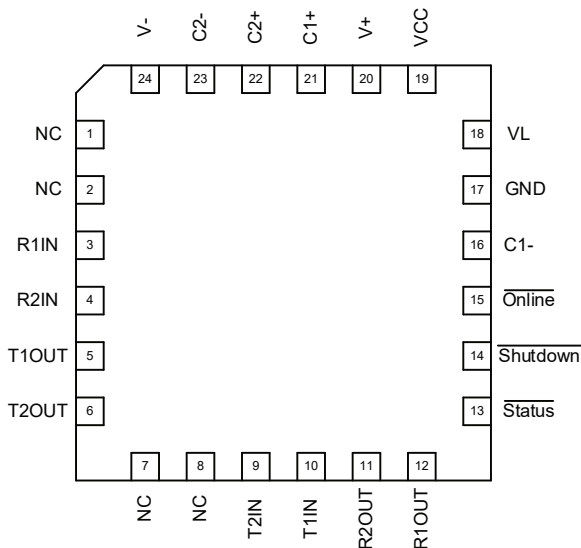 V- C2- C2+ C1+ V+ VCC
24 23 22 21 20 19
NC 1 18 VL
NC 2 17 GND
R1IN 3 16 C1-
R2IN 4 15 Online
T1OUT 5 14 Shutdown
T2OUT 6 13 Status
7 8 9 10 11 12
NC NC T2IN T1IN R2OUT R1OUT